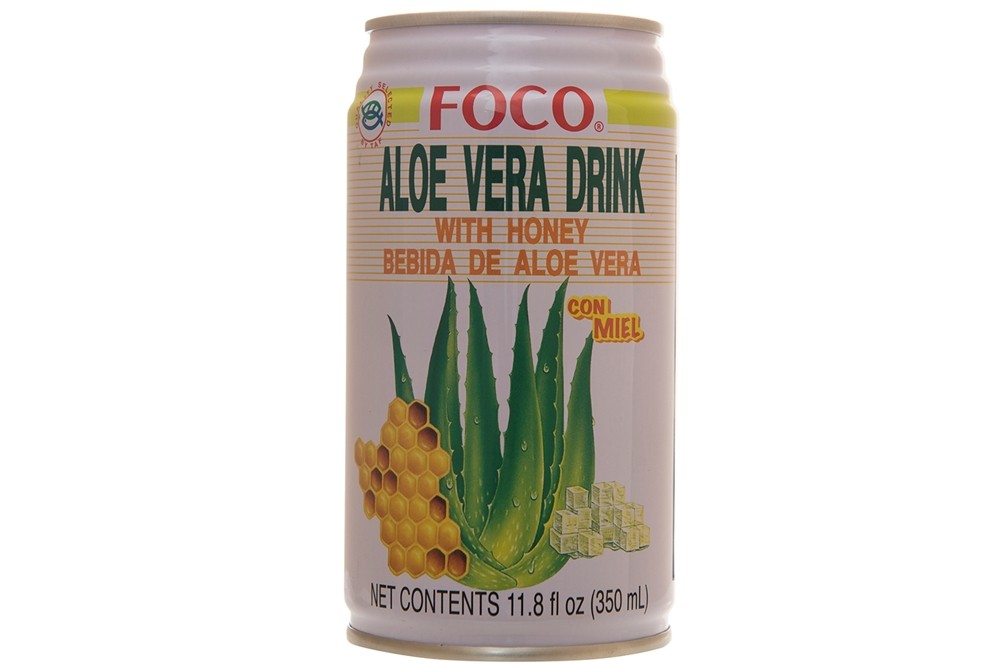 FOCO®
ALOE VERA DRINK
WITH HONEY
BEBIDA DE ALOE VERA
CON
MIEL
NET CONTENTS 11.8 fl oz (350 mL)